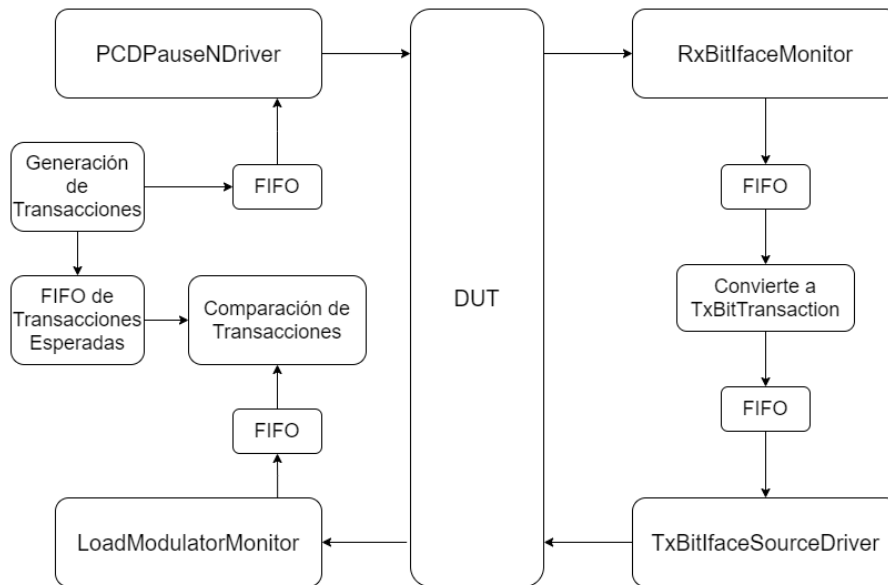 PCDPauseNDriver
RxBitIfaceMonitor
Generación
de
Transacciones
FIFO
FIFO
FIFO de
Transacciones
Esperadas
Comparación de
Transacciones
DUT
Convierte a
TxBitTransaction
FIFO
FIFO
LoadModulatorMonitor
TxBitIfaceSourceDriver